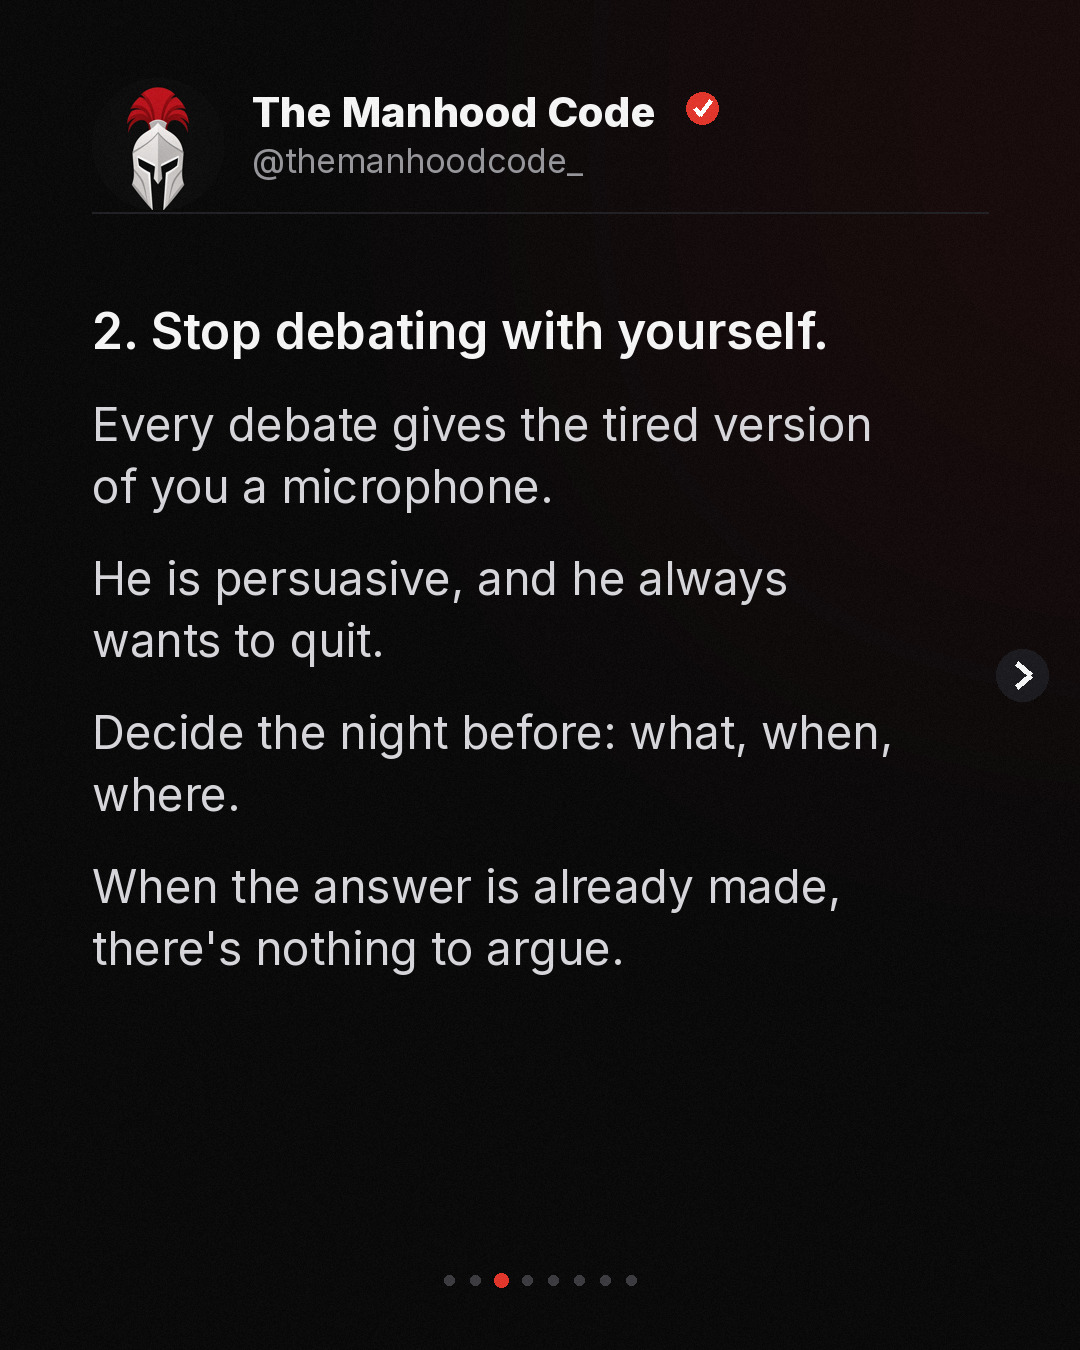 The Manhood Code
@themanhoodcode_
2. Stop debating with yourself.
Every debate gives the tired version
of you a microphone.
He is persuasive, and he always
wants to quit.
Decide the night before: what, when,
where.
When the answer is already made,
there's nothing to argue.